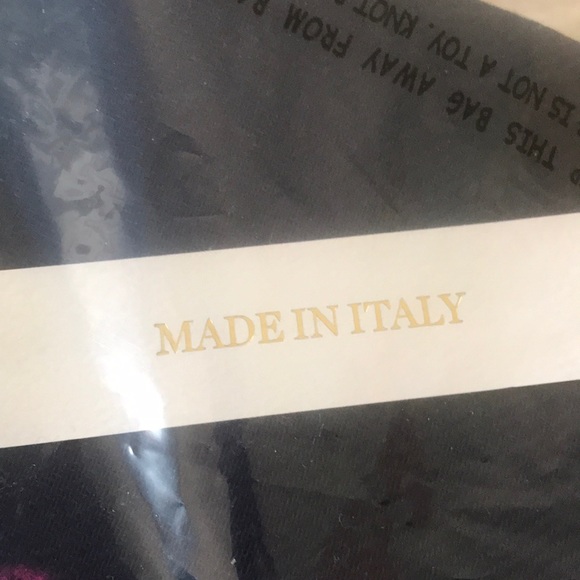 THIS BAG AWAY FROM
IS NOT A TOY. KNOT
MADE IN ITALY